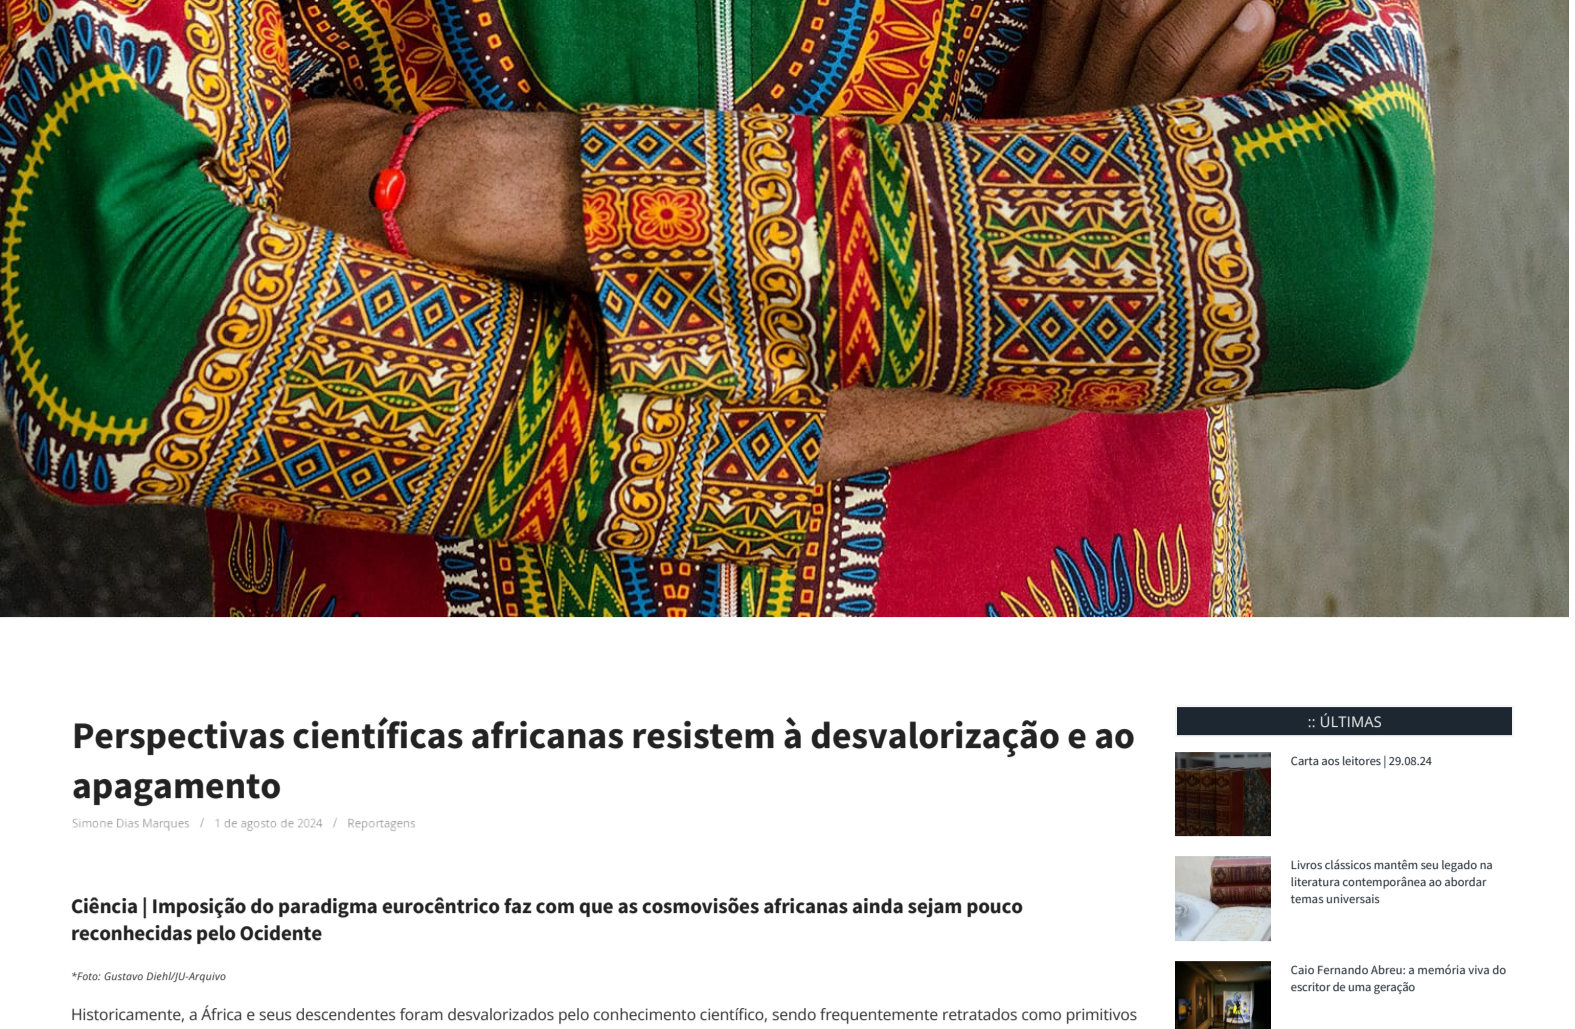 Perspectivas científicas africanas resistem à desvalorização e ao
apagamento
Simone Dias Marques / 1 de agosto de 2024 / Reportagens
Ciência | Imposição do paradigma eurocêntrico faz com que as cosmovisões africanas ainda sejam pouco
reconhecidas pelo Ocidente
*Foto: Gustavo Diehl/JU-Arquivo
Historicamente, a África e seus descendentes foram desvalorizados pelo conhecimento científico, sendo frequentemente retratados como primitivos
:: ÚLTIMAS
Carta aos leitores | 29.08.24
Livros clássicos mantêm seu legado na
literatura contemporânea ao abordar
temas universais
Caio Fernando Abreu: a memória viva do
escritor de uma geração